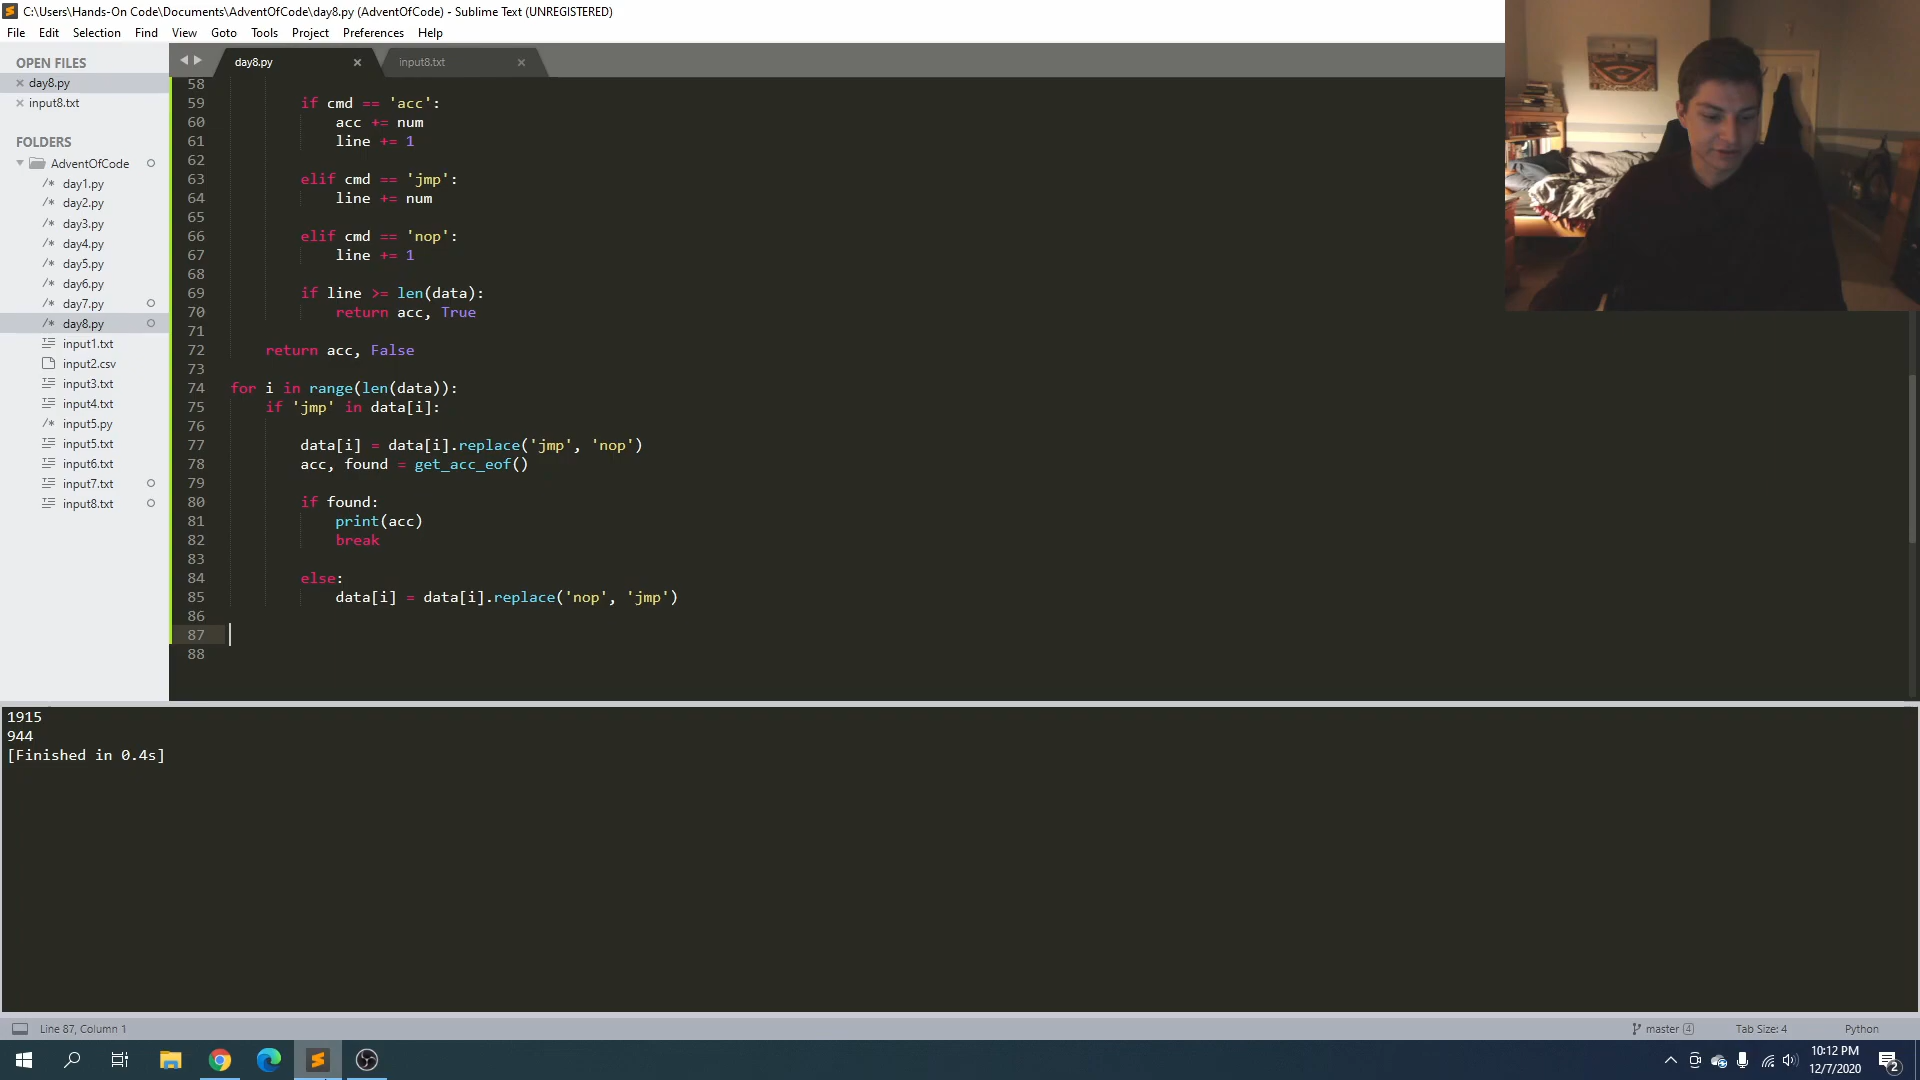 C:\Users\Hands-On Code\Documents\AdventOfCode\day8.py (AdventOfCode) - Sublime Text (UNREGISTERED)
File Edit Selection Find View Goto Tools Project Preferences Help
OPEN FILES
day8.py
input8.txt
FOLDERS
AdventOfCode
day1.py
day2.py
day3.py
day4.py
day5.py
day6.py
day7.py
day8.py
input1.txt
input2.csv
input3.txt
input4.txt
input5.py
input5.txt
input6.txt
input7.txt
input8.txt
day8.py input8.txt
58
59 if cmd == 'acc':
60 acc += num
61 line += 1
62
63 elif cmd == 'jmp':
64 line += num
65
66 elif cmd == 'nop':
67 line += 1
68
69 if line >= len(data):
70 return acc, True
71
72 return acc, False
73
74 for i in range(len(data)):
75 if 'jmp' in data[i]:
76
77 data[i] = data[i].replace('jmp', 'nop')
78 acc, found = get_acc_eof()
79
80 if found:
81 print(acc)
82 break
83
84 else:
85 data[i] = data[i].replace('nop', 'jmp')
86
87
88
1915
944
[Finished in 0.4s]
Line 87, Column 1 master 4 Tab Size: 4 Python
10:12 PM
12/7/2020
2